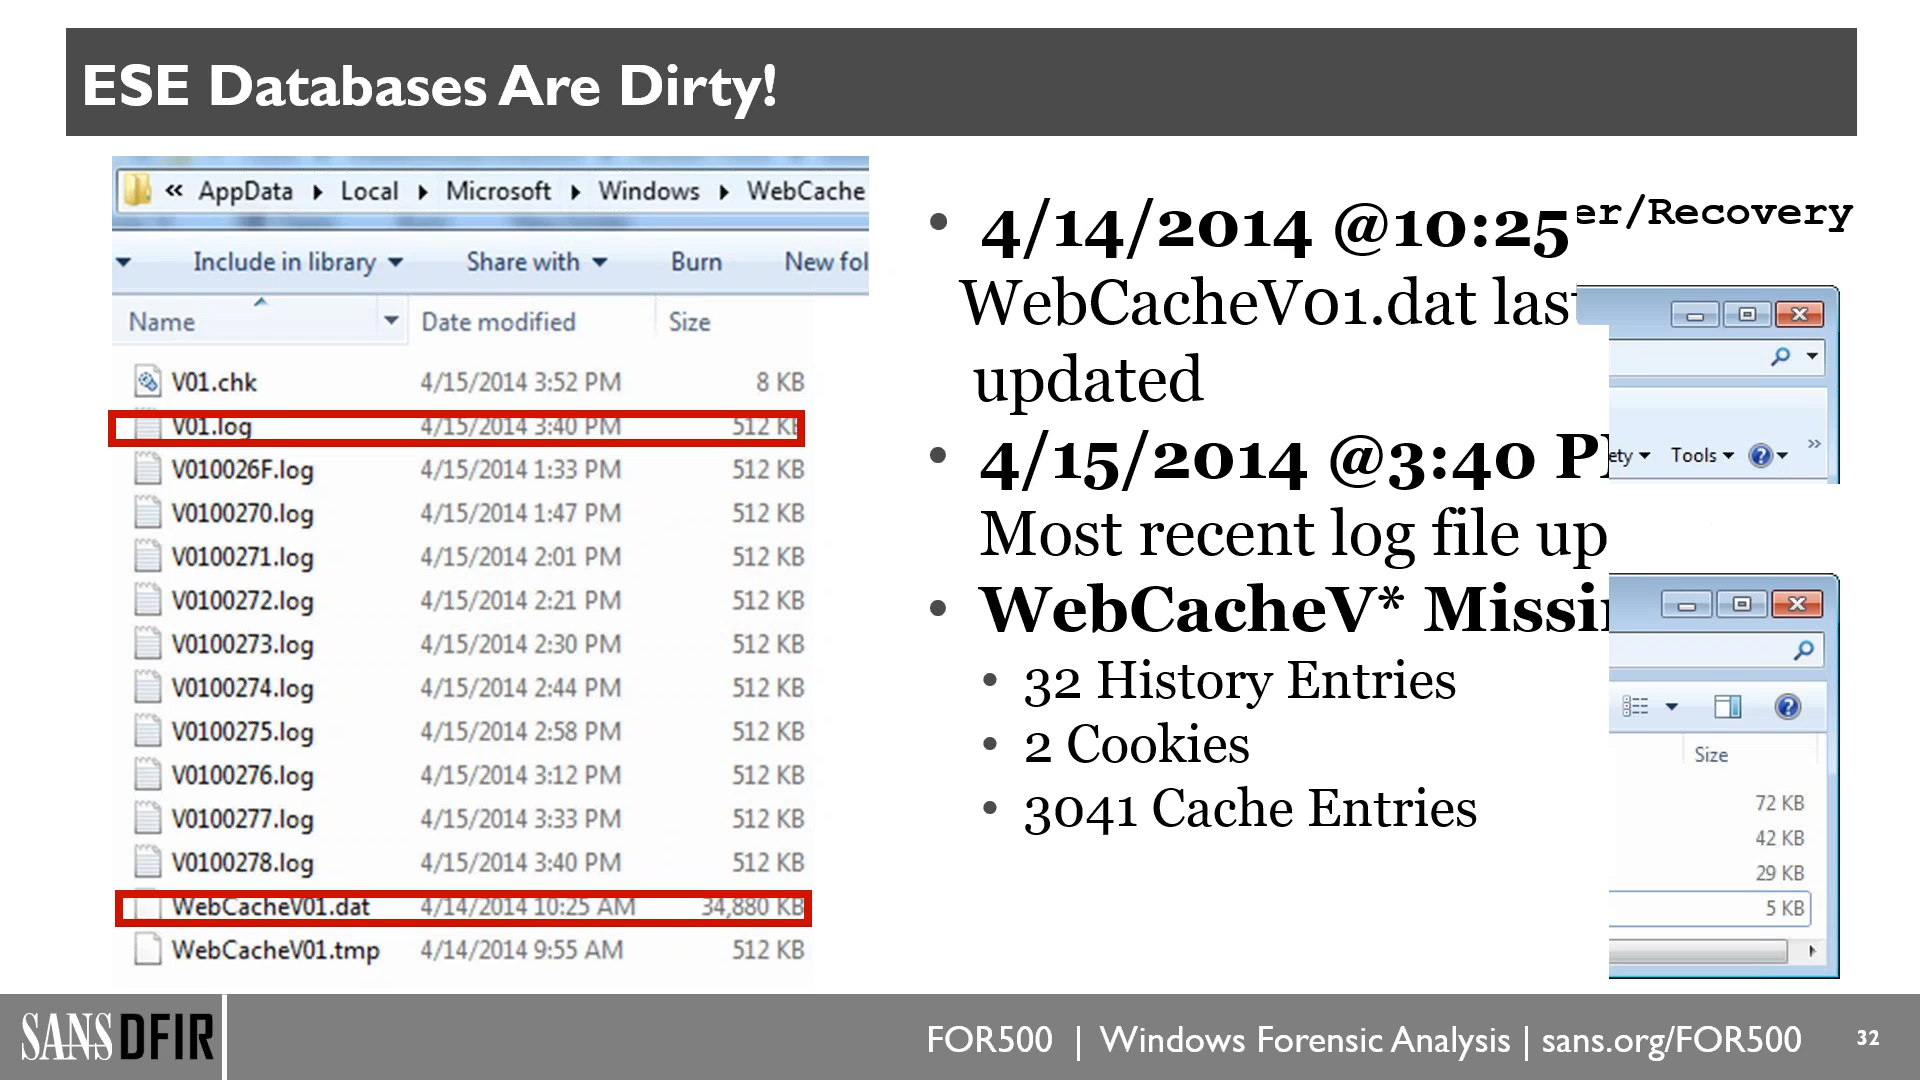 ESE Databases Are Dirty!
« AppData ▸ Local ▸ Microsoft ▸ Windows ▸ WebCache
Include in library Share with Burn New fol
Name Date modified Size
V01.chk 4/15/2014 3:52 PM 8 KB
V01.log 4/15/2014 3:40 PM 512 KB
V010026F.log 4/15/2014 1:33 PM 512 KB
V0100270.log 4/15/2014 1:47 PM 512 KB
V0100271.log 4/15/2014 2:01 PM 512 KB
V0100272.log 4/15/2014 2:21 PM 512 KB
V0100273.log 4/15/2014 2:30 PM 512 KB
V0100274.log 4/15/2014 2:44 PM 512 KB
V0100275.log 4/15/2014 2:58 PM 512 KB
V0100276.log 4/15/2014 3:12 PM 512 KB
V0100277.log 4/15/2014 3:33 PM 512 KB
V0100278.log 4/15/2014 3:40 PM 512 KB
WebCacheV01.dat 4/14/2014 10:25 AM 34,880 KB
WebCacheV01.tmp 4/14/2014 9:55 AM 512 KB
• 4/14/2014 @10:25
WebCacheV01.dat last
updated
• 4/15/2014 @3:40 P
Most recent log file up
• WebCacheV* Missi
• 32 History Entries
• 2 Cookies
• 3041 Cache Entries
er/Recovery
ety Tools »
Size
72 KB
42 KB
29 KB
5 KB
SANS DFIR
FOR500 | Windows Forensic Analysis | sans.org/FOR500 32